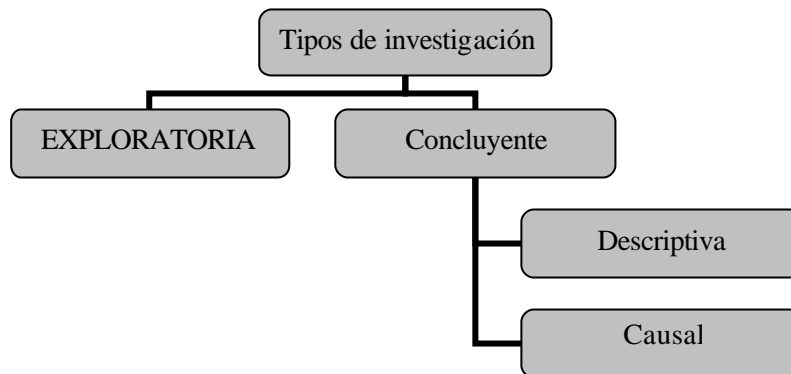 Tipos de investigación
EXPLORATORIA
Concluyente
Descriptiva
Causal